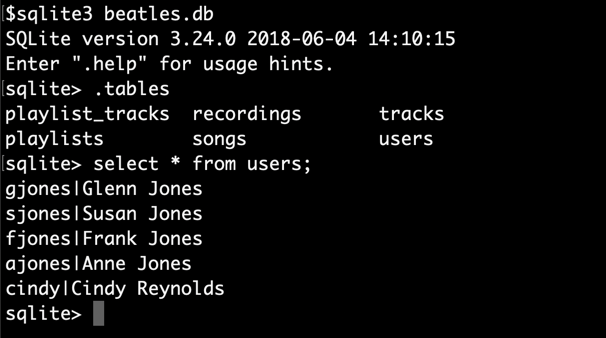 $sqlite3 beatles.db
SQLite version 3.24.0 2018-06-04 14:10:15
Enter ".help" for usage hints.
sqlite> .tables
playlist_tracks  recordings       tracks
playlists        songs            users
sqlite> select * from users;
gjones|Glenn Jones
sjones|Susan Jones
fjones|Frank Jones
ajones|Anne Jones
cindy|Cindy Reynolds
sqlite>